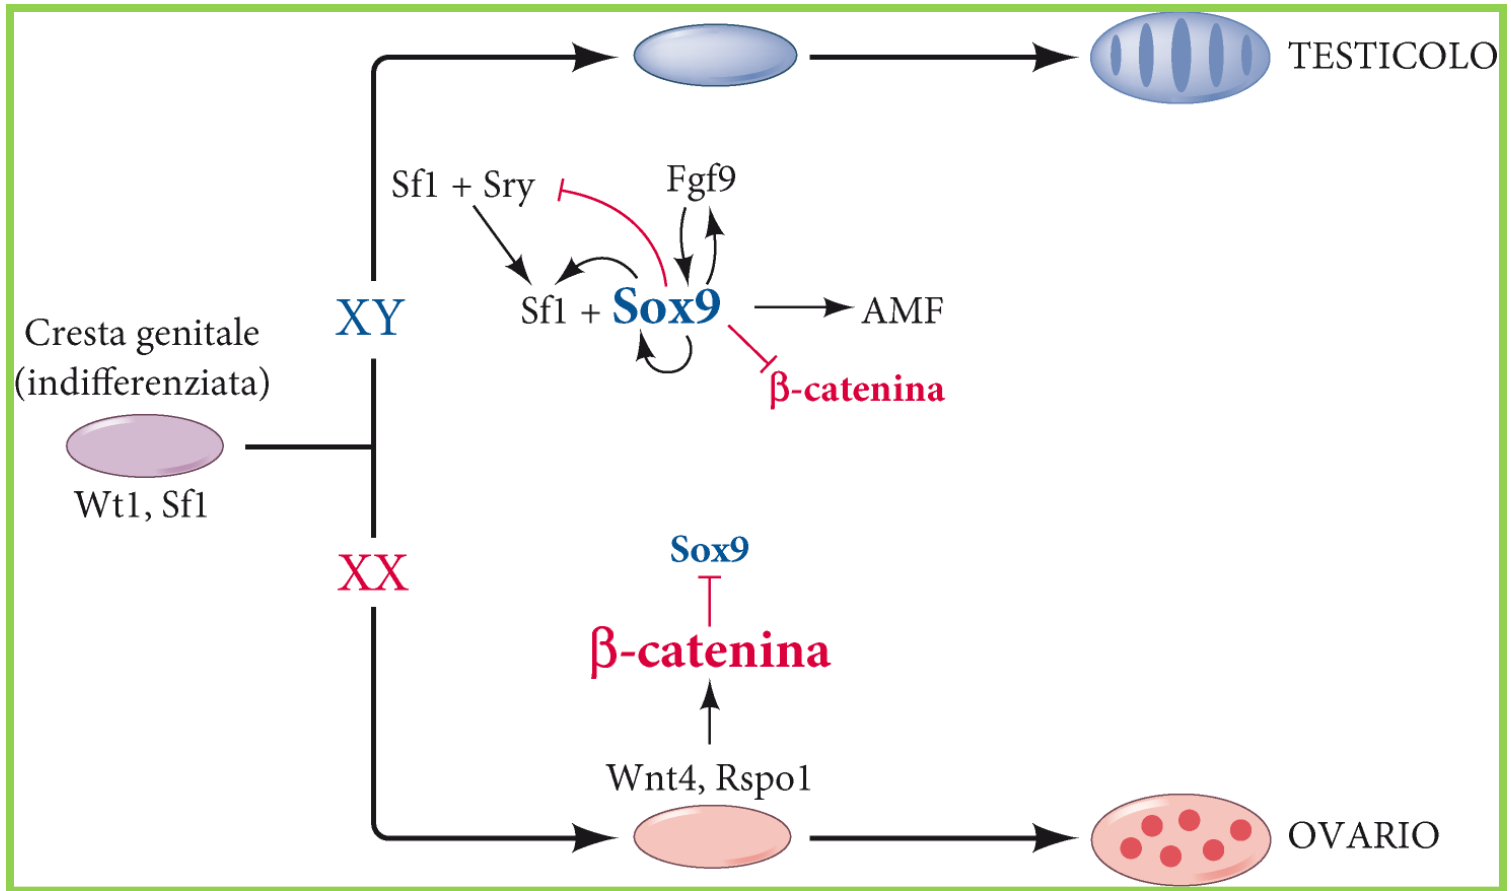 TESTICOLO
Sf1 + Sry
Fgf9
Sf1 + Sox9
AMF
β-catenina
XY
Cresta genitale
(indifferenziata)
Wt1, Sf1
XX
Sox9
β-catenina
Wnt4, Rspo1
OVARIO